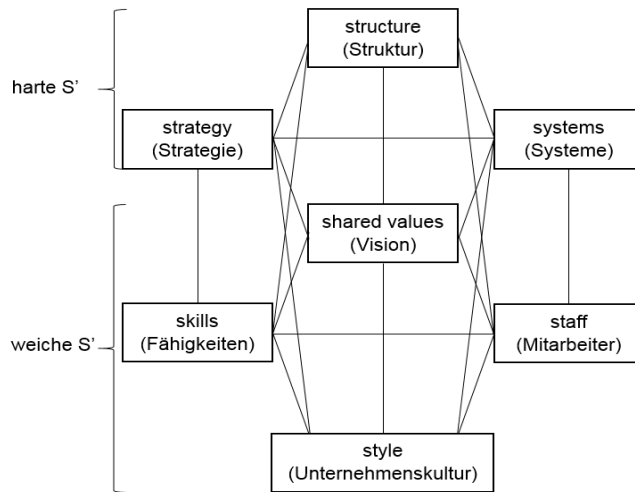 structure
(Struktur)
harte S'
strategy
(Strategie)
systems
(Systeme)
shared values
(Vision)
weiche S'
skills
(Fähigkeiten)
staff
(Mitarbeiter)
style
(Unternehmenskultur)